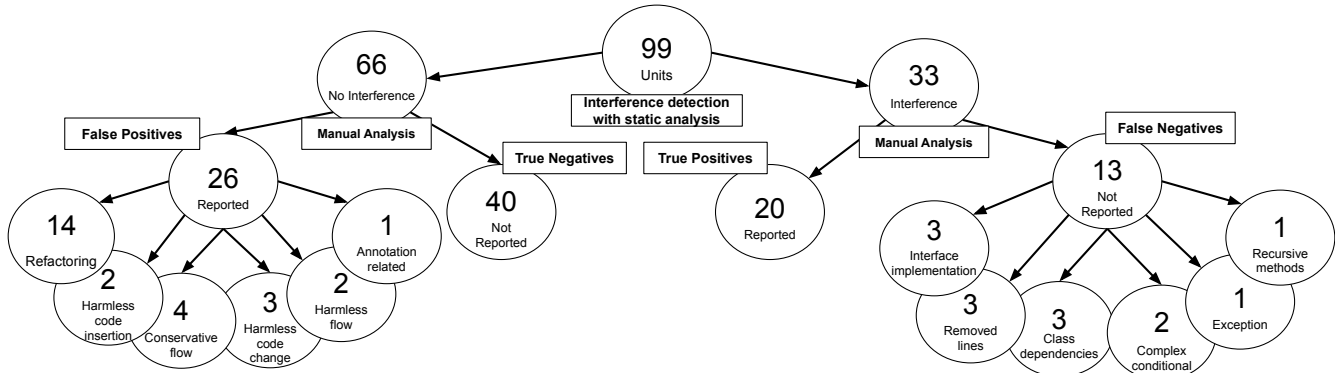 99
Units
66
No Interference
33
Interference
Interference detection
with static analysis
False Positives
Manual Analysis
True Negatives
True Positives
Manual Analysis
False Negatives
26
Reported
40
Not
Reported
20
Reported
13
Not
Reported
14
Refactoring
2
Harmless
code
insertion
4
Conservative
flow
3
Harmless
code
change
2
Harmless
flow
1
Annotation
related
3
Interface
implementation
3
Removed
lines
3
Class
dependencies
2
Complex
conditional
1
Exception
1
Recursive
methods